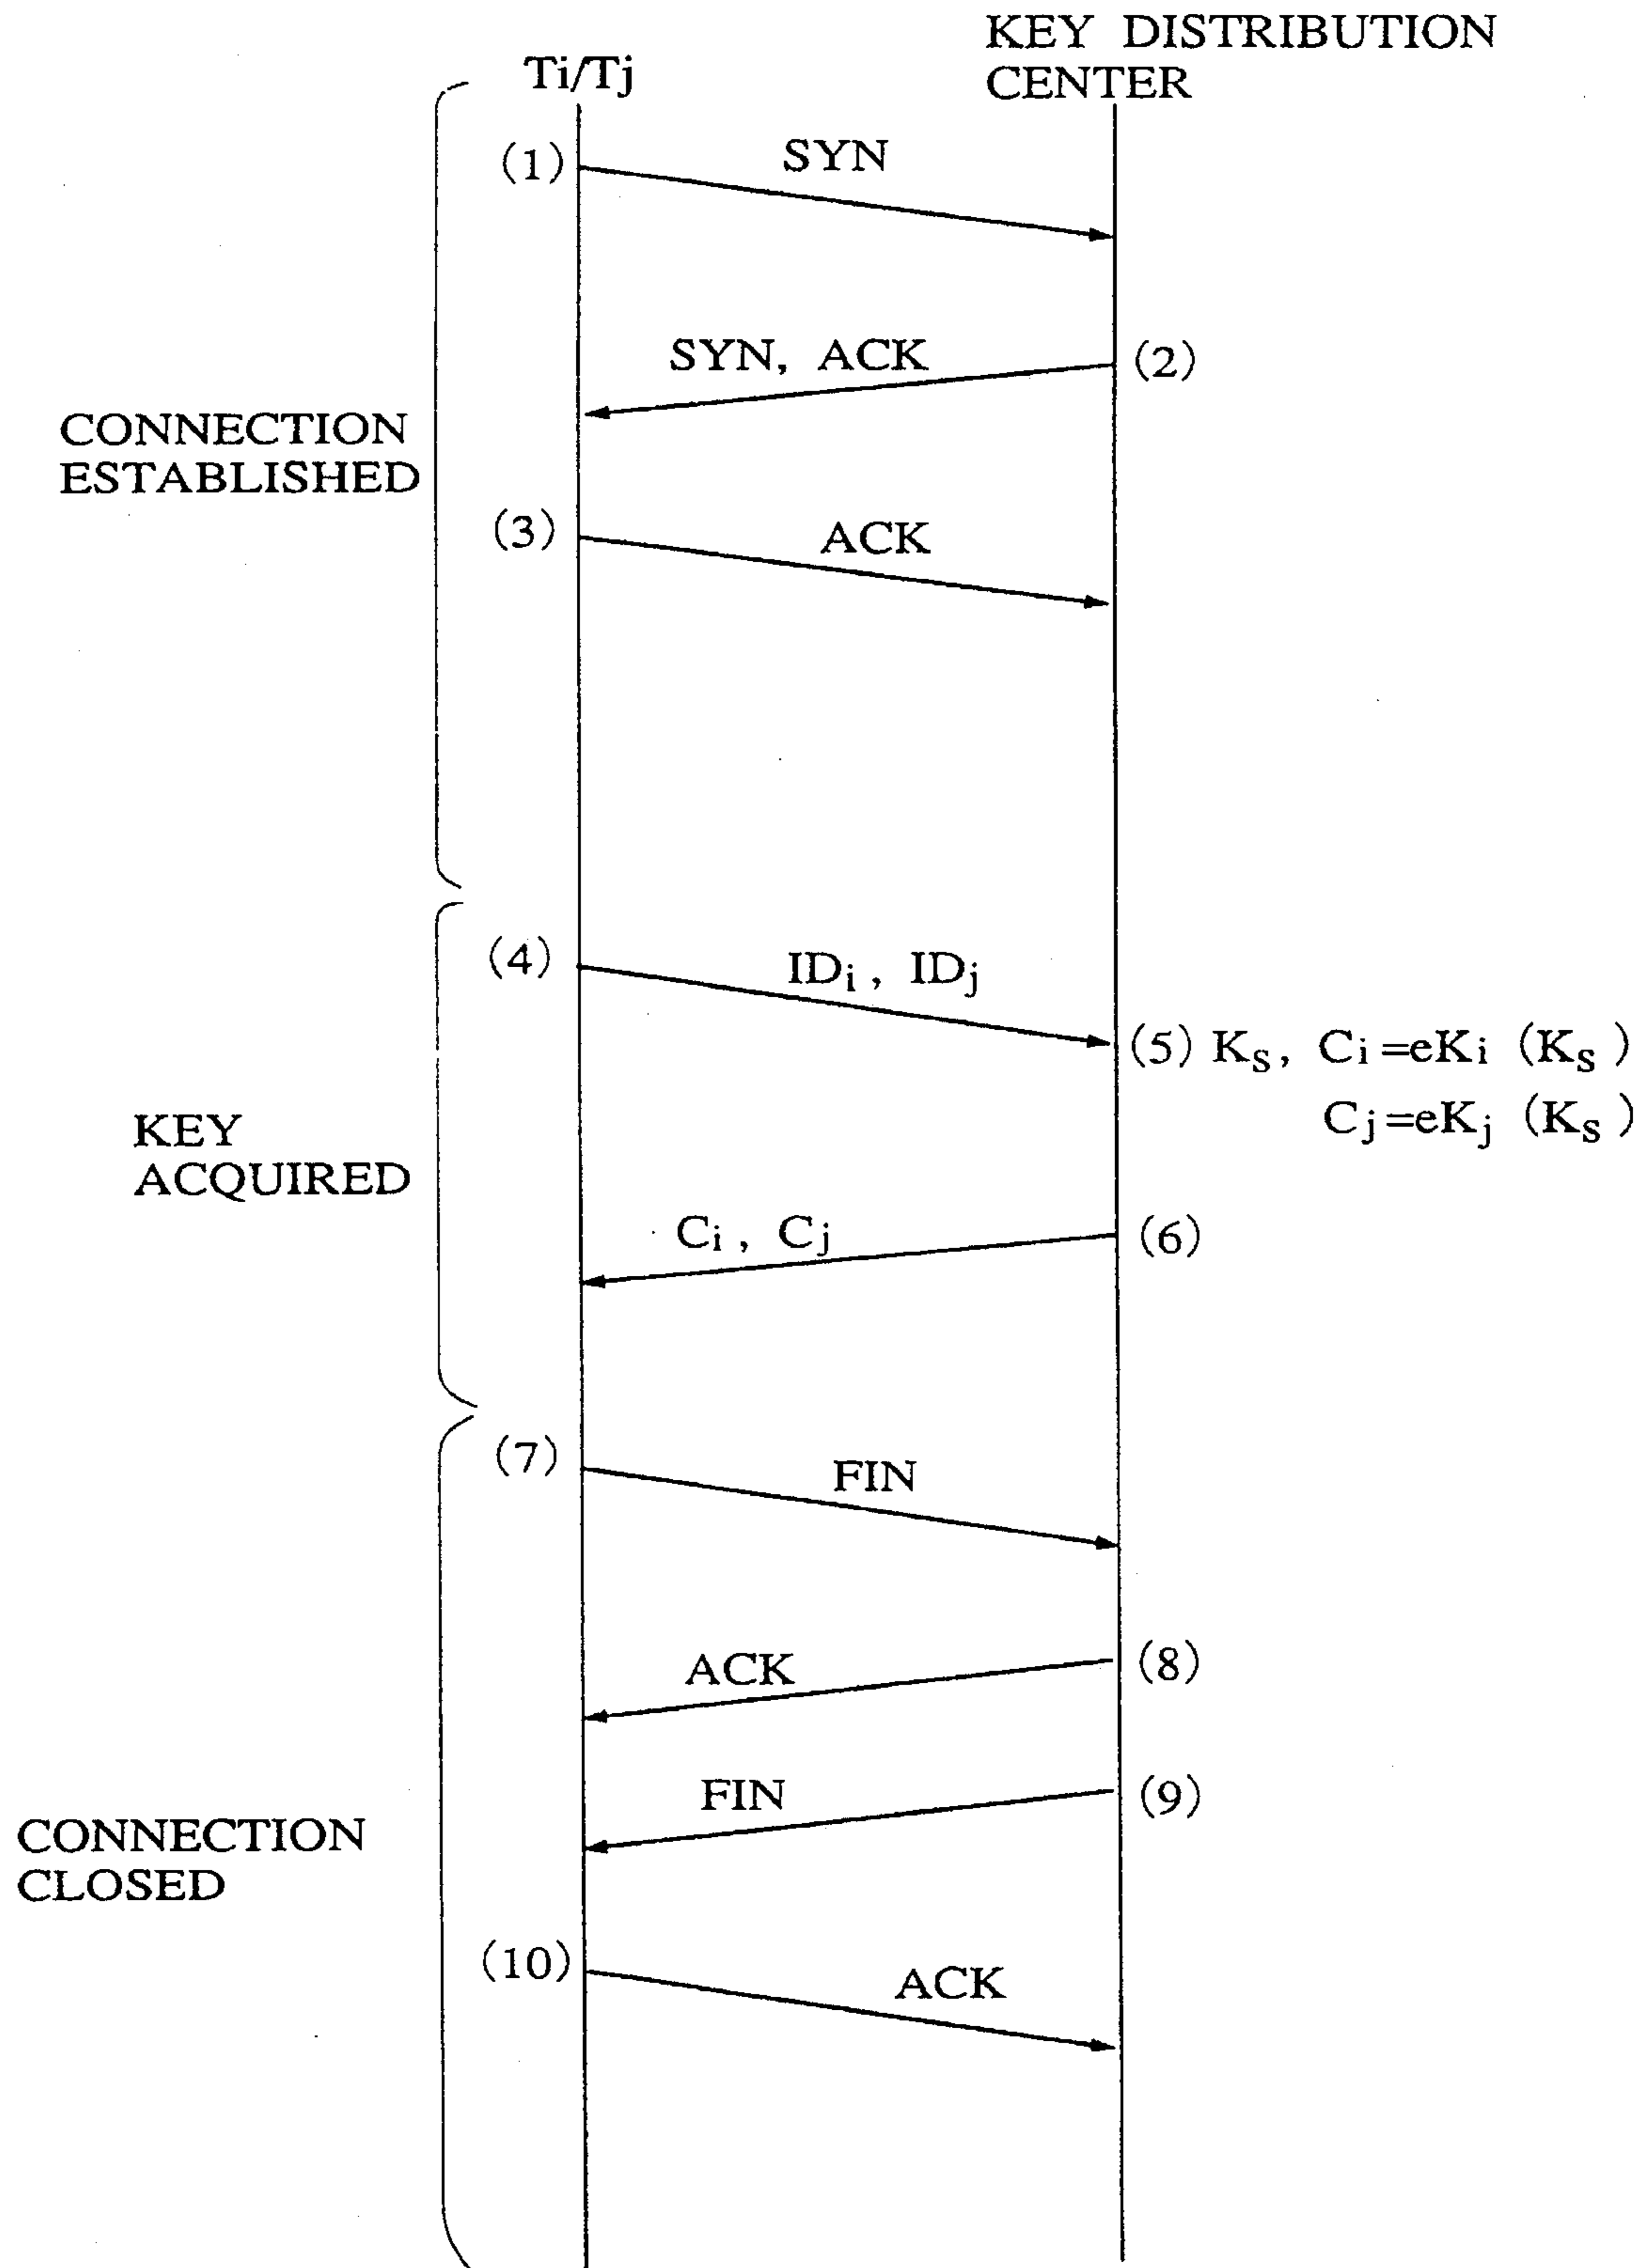 KEY DISTRIBUTION
CENTER
Ti/Tj
(1)
SYN
SYN, ACK
(2)
CONNECTION
ESTABLISHED
(3)
ACK
(4)
IDi, IDj
(5) Ks, Ci=eKi (Ks)
Cj=eKj (Ks)
KEY
ACQUIRED
Ci, Cj
(6)
(7)
FIN
ACK
(8)
FIN
(9)
CONNECTION
CLOSED
(10)
ACK